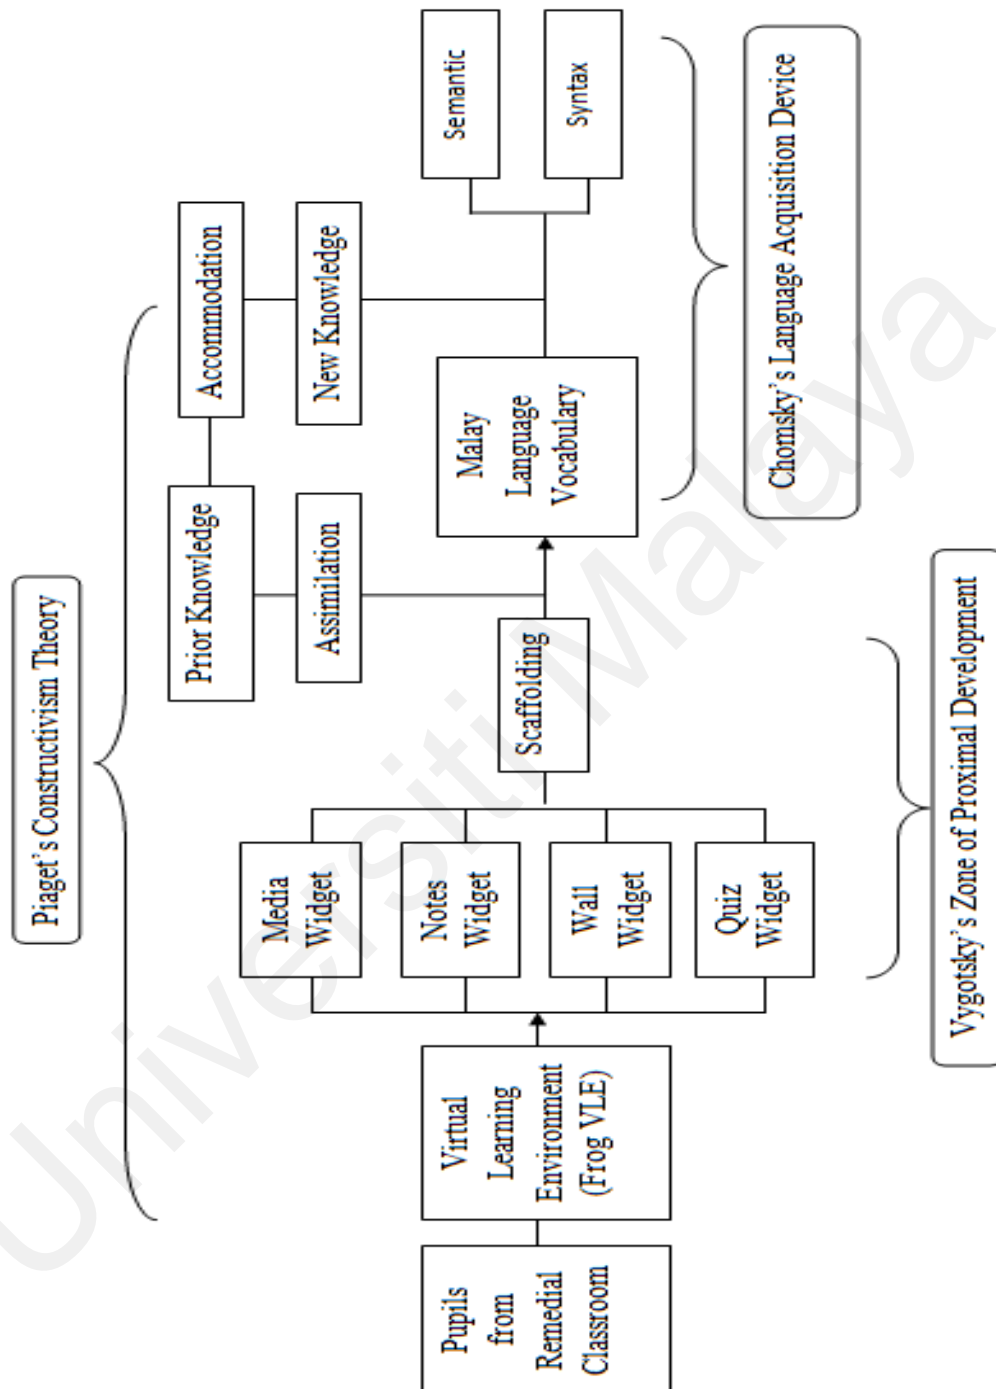 Piaget's Constructivism Theory
Prior Knowledge
Accommodation
Assimilation
New Knowledge
Pupils
from
Remedial
Classroom
Virtual
Learning
Environment
(Frog VLE)
Media
Widget
Notes
Widget
Wall
Widget
Quiz
Widget
Scaffolding
Malay
Language
Vocabulary
Semantic
Syntax
Vygotsky's Zone of Proximal Development
Chomsky's Language Acquisition Device
Universiti Malaya